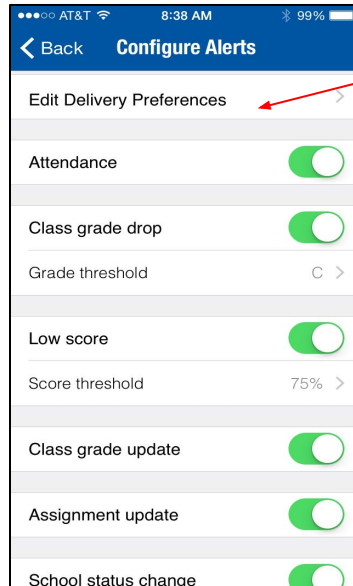 AT&T 8:38 AM 99%
Back Configure Alerts
Edit Delivery Preferences
Attendance
Class grade drop
Grade threshold C
Low score
Score threshold 75%
Class grade update
Assignment update
School status change